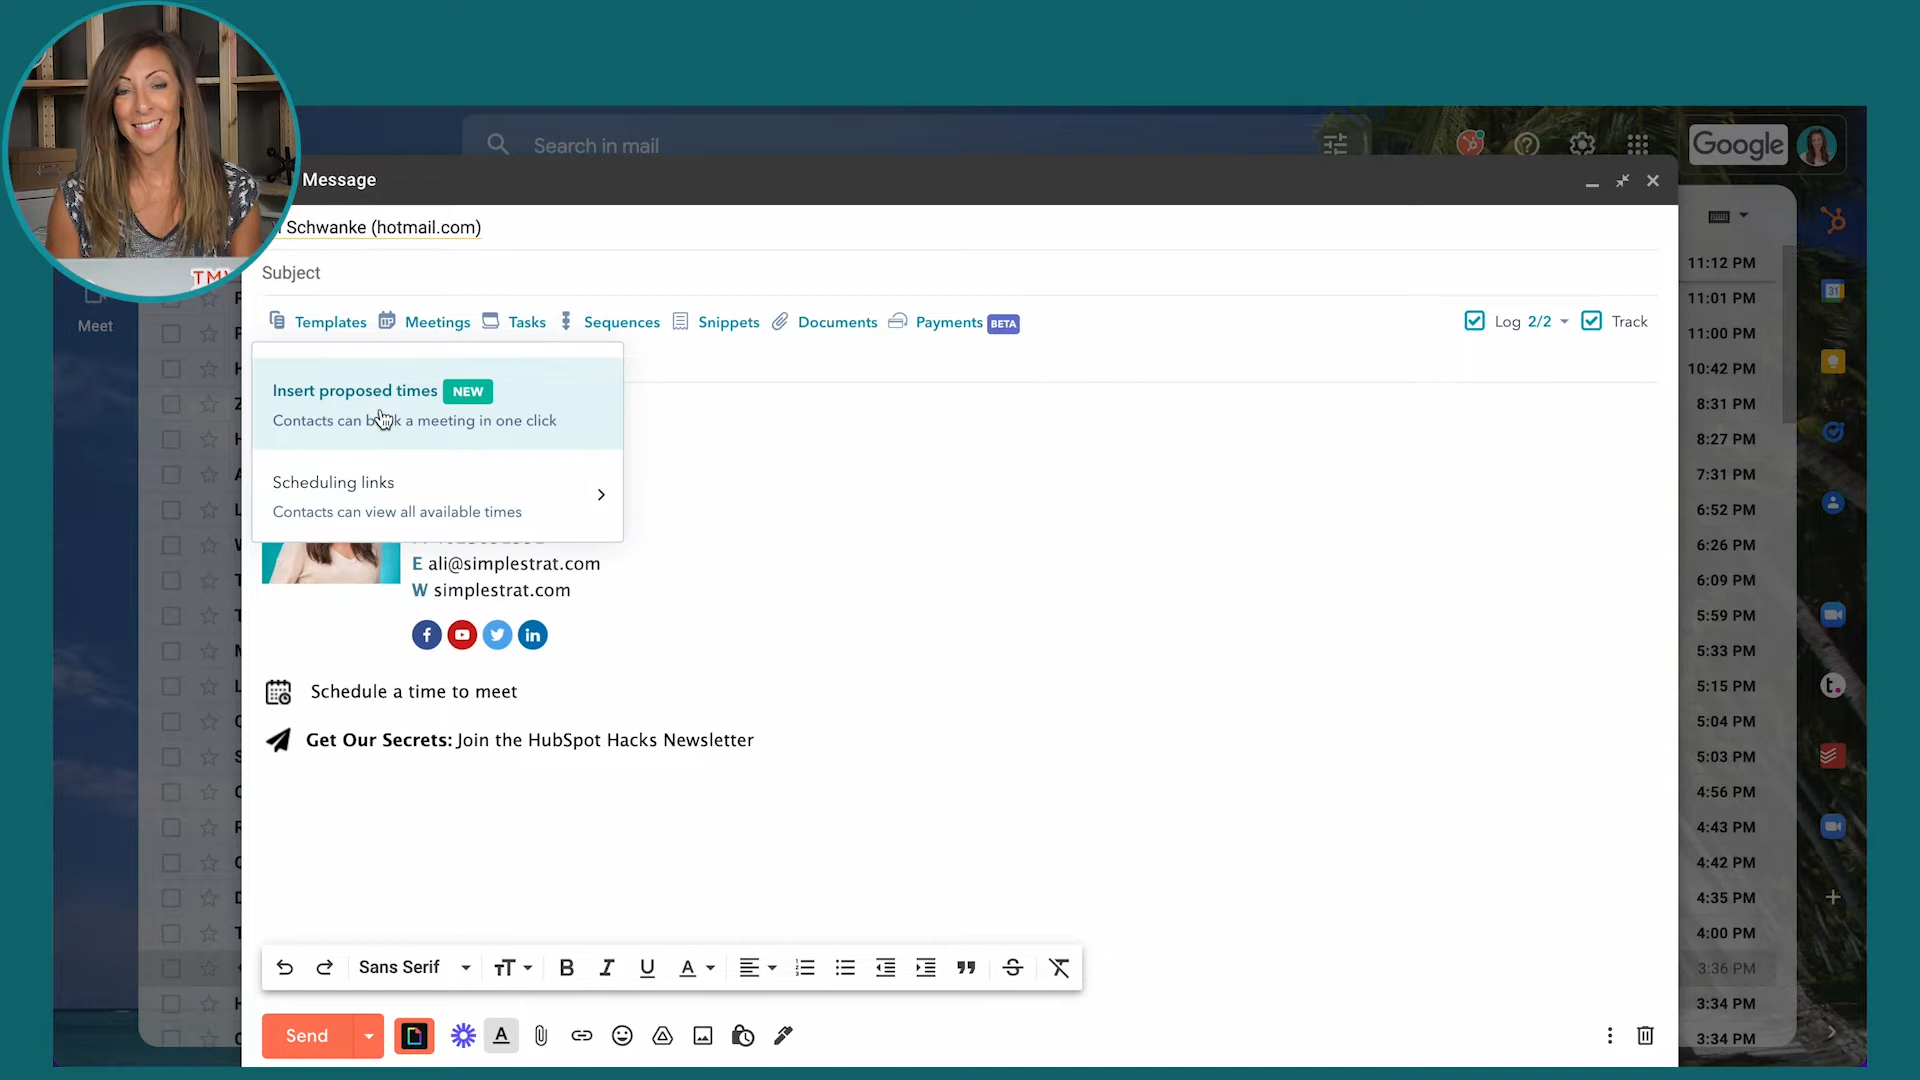 Search in mail
Google
Message
Schwanke (hotmail.com)
Subject
Templates Meetings Tasks Sequences Snippets Documents Payments BETA
Log 2/2 Track
Insert proposed times NEW
Contacts can book a meeting in one click
Scheduling links
Contacts can view all available times
E ali@simplestrat.com
W simplestrat.com
Schedule a time to meet
Get Our Secrets: Join the HubSpot Hacks Newsletter
Sans Serif
Send
Meet
11:12 PM
11:01 PM
11:00 PM
10:42 PM
8:31 PM
8:27 PM
7:31 PM
6:52 PM
6:26 PM
6:09 PM
5:59 PM
5:33 PM
5:15 PM
5:04 PM
5:03 PM
4:56 PM
4:43 PM
4:42 PM
4:35 PM
4:00 PM
3:36 PM
3:34 PM
3:34 PM
31